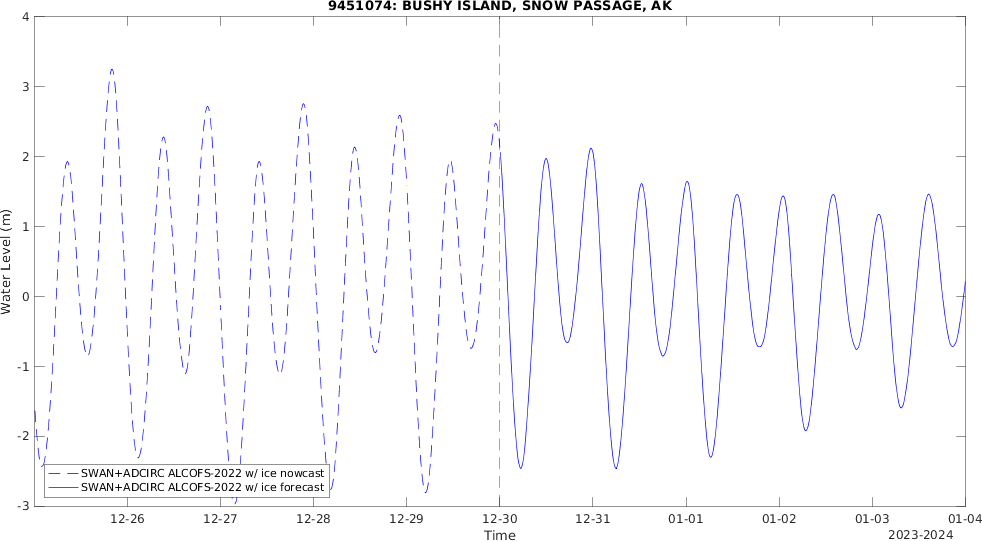 9451074: BUSHY ISLAND, SNOW PASSAGE, AK
4
3
2
1
0
-1
-2
-3
Water Level (m)
SWAN+ADCIRC ALCOFS-2022 w/ ice nowcast
SWAN+ADCIRC ALCOFS-2022 w/ ice forecast
12-26 12-27 12-28 12-29 12-30 12-31 01-01 01-02 01-03 01-04
Time
2023-2024